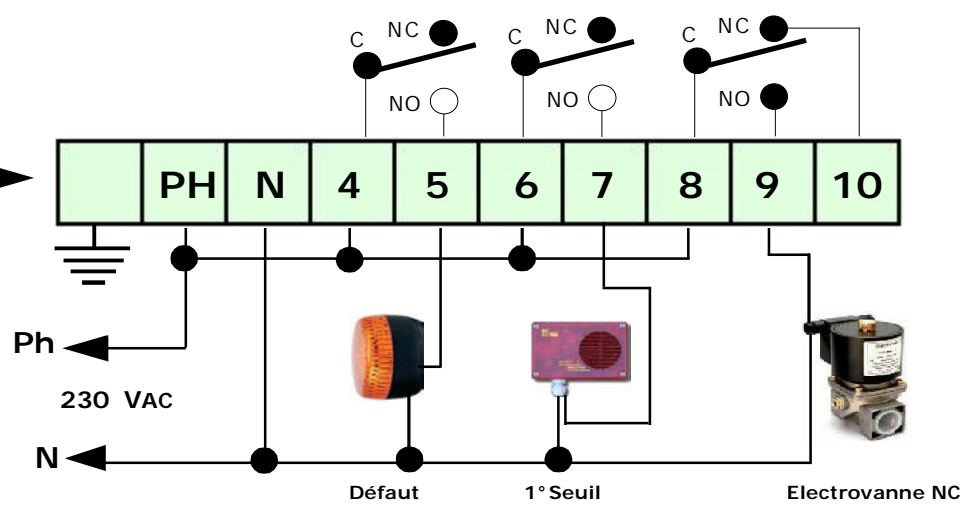 C NC C NC C NC
NO NO NO
PH N 4 5 6 7 8 9 10
Ph
230 VAC
N
Défaut 1°Seuil Electrovanne NC